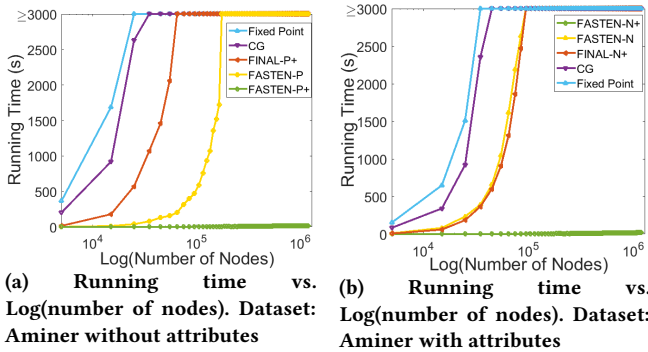 ≥
3000
2500
2000
1500
1000
500
0
Running Time (s)
Fixed Point
CG
FINAL-P+
FASTEN-P
FASTEN-P+
10^4
10^5
10^6
Log(Number of Nodes)
(a) Running time vs.
Log(number of nodes). Dataset:
Aminer without attributes
≥
3000
2500
2000
1500
1000
500
0
Running Time (s)
FASTEN-N+
FASTEN-N
FINAL-N+
CG
Fixed Point
10^4
10^5
10^6
Log(Number of Nodes)
(b) Running time vs.
Log(number of nodes). Dataset:
Aminer with attributes